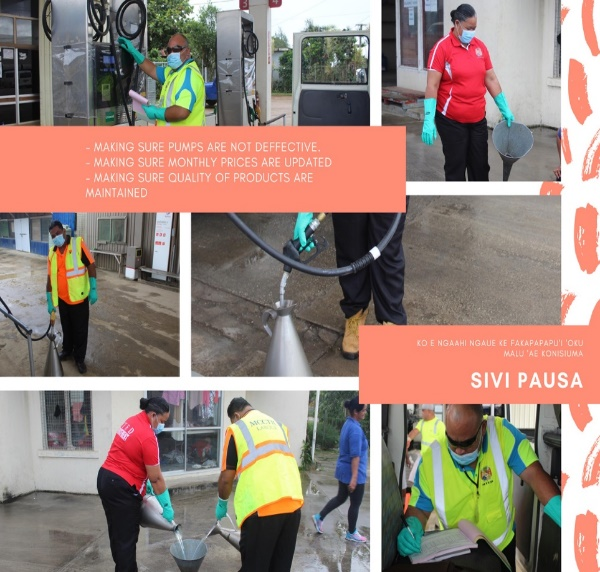 - MAKING SURE PUMPS ARE NOT DEFFECTIVE.
- MAKING SURE MONTHLY PRICES ARE UPDATED
- MAKING SURE QUALITY OF PRODUCTS ARE
MAINTAINED
KO E NGAAHI NGAUE KE FAKAPAPAPU'I 'OKU
MALU 'AE KONISIUMA
SIVI PAUSA